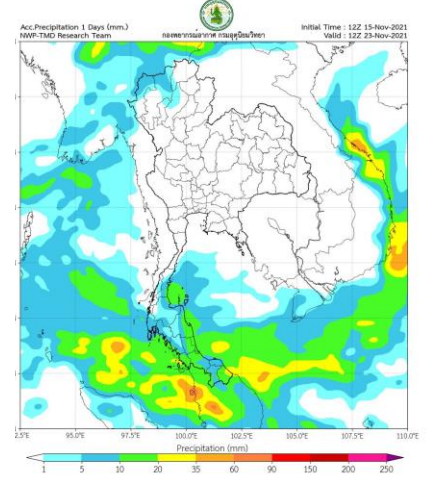 Acc.Precipitation 1 Days (mm.)
NWP-TMD Research Team
กองพยากรณ์อากาศ กรมอุตุนิยมวิทยา
Initial Time : 12Z 15-Nov-2021
Valid : 12Z 23-Nov-2021
2.5°E 95.0°E 97.5°E 100.0°E 102.5°E 105.0°E 107.5°E 110.0°E
Precipitation (mm)
1 5 10 20 35 60 90 150 200 250